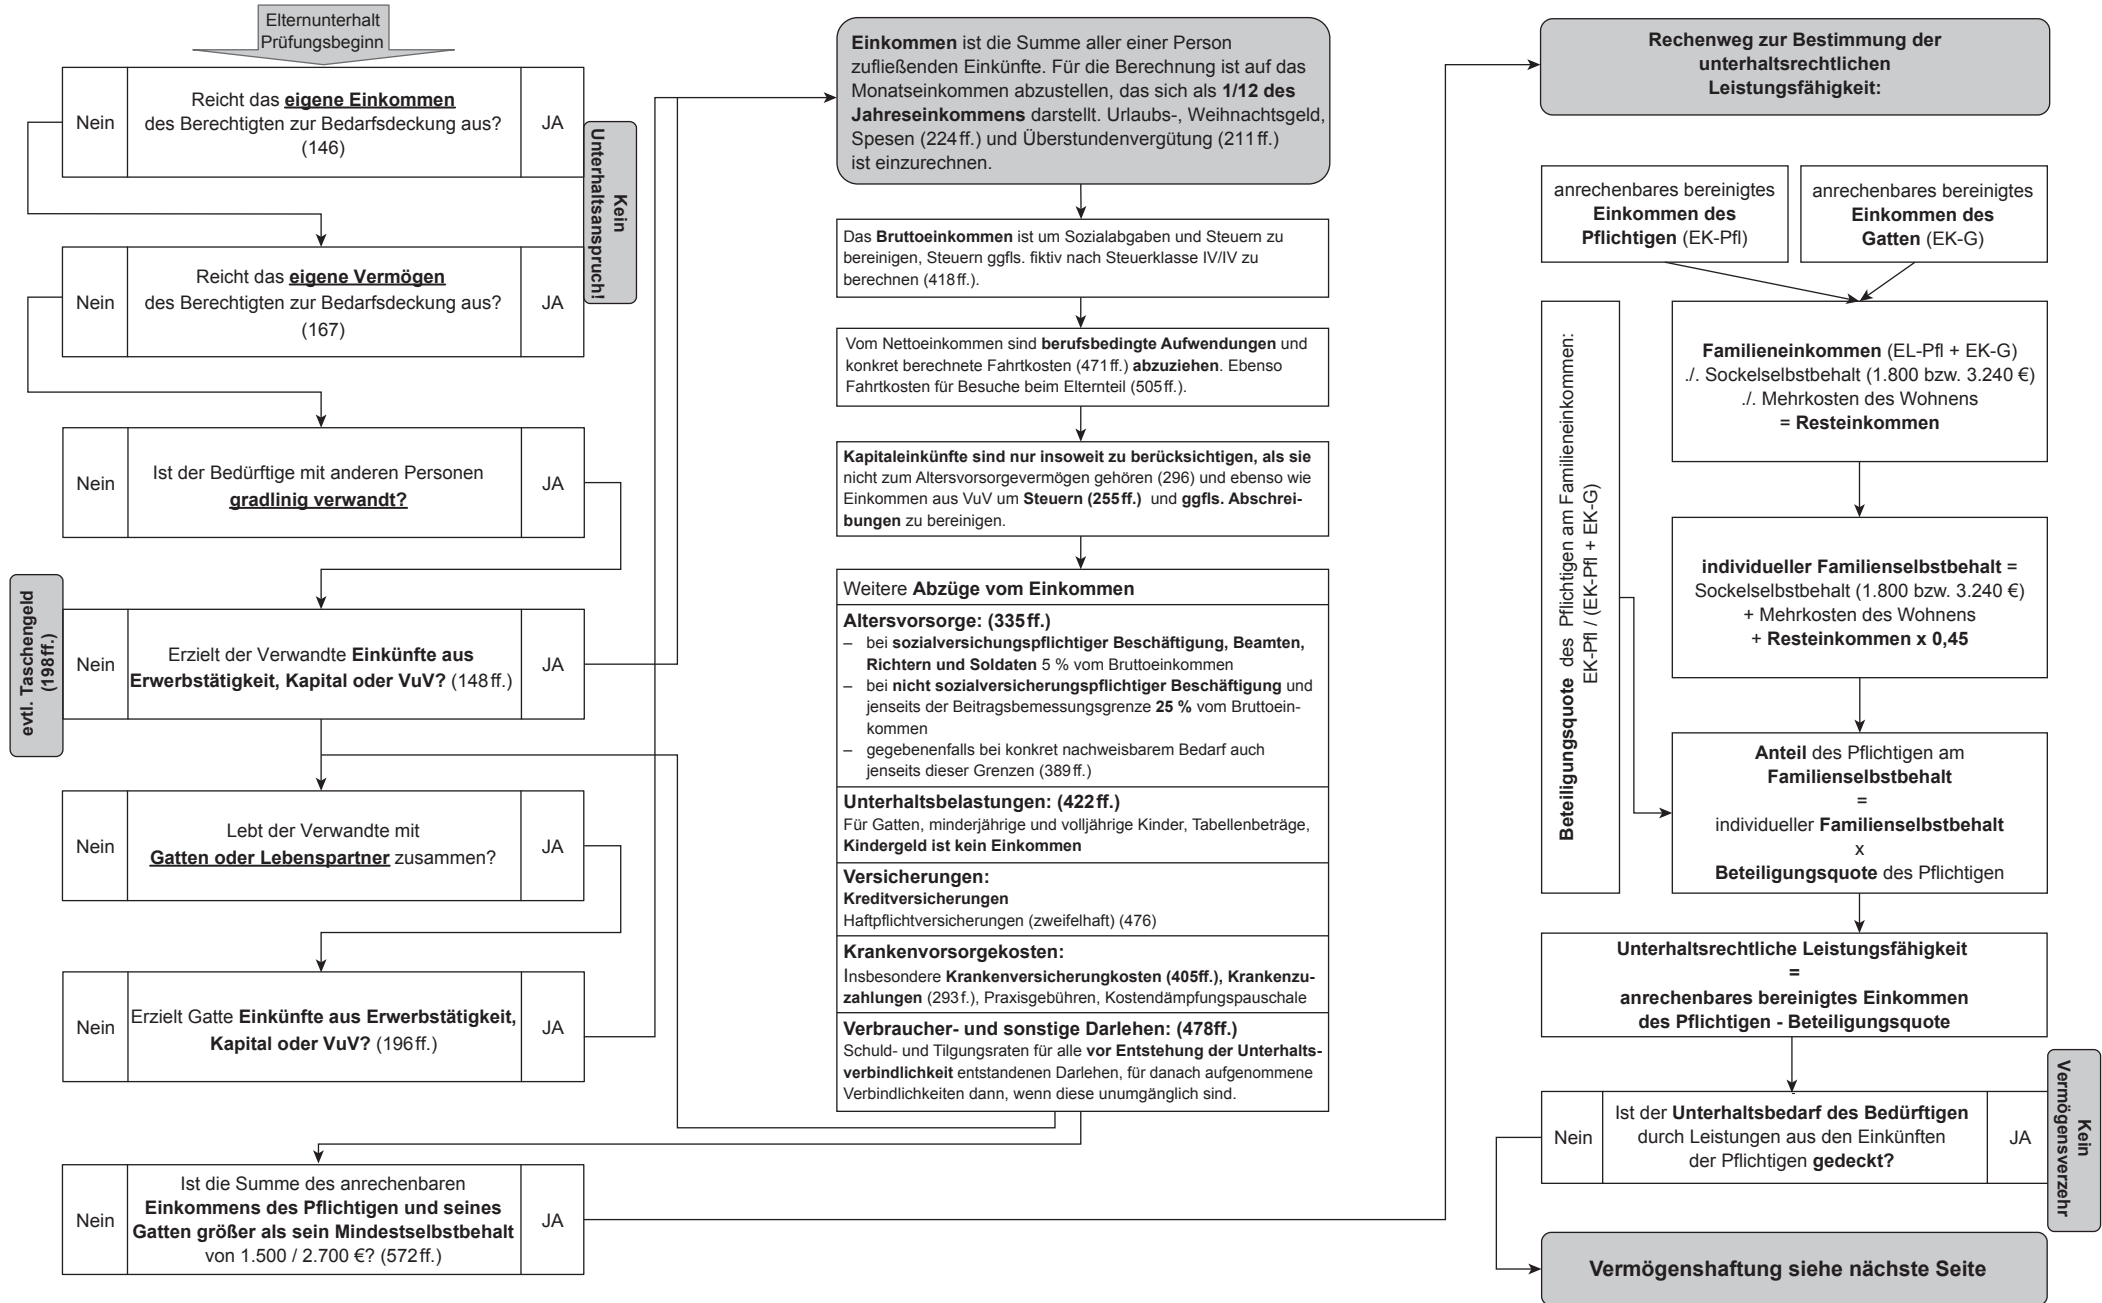 Elternunterhalt
Prüfungsbeginn
Nein
Reicht das eigene Einkommen
des Berechtigten zur Bedarfsdeckung aus?
(146)
JA
Kein
Unterhaltsanspruch!
Nein
Reicht das eigene Vermögen
des Berechtigten zur Bedarfsdeckung aus?
(167)
JA
Nein
Ist der Bedürftige mit anderen Personen
gradlinig verwandt?
JA
evtl. Taschengeld
(198ff.)
Nein
Erzielt der Verwandte Einkünfte aus
Erwerbstätigkeit, Kapital oder VuV? (148ff.)
JA
Nein
Lebt der Verwandte mit
Gatten oder Lebenspartner zusammen?
JA
Nein
Erzielt Gatte Einkünfte aus Erwerbstätigkeit,
Kapital oder VuV? (196ff.)
JA
Nein
Ist die Summe des anrechenbaren
Einkommens des Pflichtigen und seines
Gatten größer als sein Mindestselbstbehalt
von 1.500 / 2.700 €? (572ff.)
JA
Einkommen ist die Summe aller einer Person
zufließenden Einkünfte. Für die Berechnung ist auf das
Monatseinkommen abzustellen, das sich als 1/12 des
Jahreseinkommens darstellt. Urlaubs-, Weihnachtsgeld,
Spesen (224ff.) und Überstundenvergütung (211ff.)
ist einzurechnen.
Das Bruttoeinkommen ist um Sozialabgaben und Steuern zu
bereinigen, Steuern ggfls. fiktiv nach Steuerklasse IV/IV zu
berechnen (418ff.).
Vom Nettoeinkommen sind berufsbedingte Aufwendungen und
konkret berechnete Fahrtkosten (471ff.) abzuziehen. Ebenso
Fahrtkosten für Besuche beim Elternteil (505ff.).
Kapitaleinkünfte sind nur insoweit zu berücksichtigen, als sie
nicht zum Altersvorsorgevermögen gehören (296) und ebenso wie
Einkommen aus VuV um Steuern (255ff.) und ggfls. Abschrei-
bungen zu bereinigen.
Weitere Abzüge vom Einkommen
Altersvorsorge: (335ff.)
– bei sozialversichungspflichtiger Beschäftigung, Beamten,
Richtern und Soldaten 5 % vom Bruttoeinkommen
– bei nicht sozialversicherungspflichtiger Beschäftigung und
jenseits der Beitragsbemessungsgrenze 25 % vom Bruttoein-
kommen
– gegebenenfalls bei konkret nachweisbarem Bedarf auch
jenseits dieser Grenzen (389ff.)
Unterhaltsbelastungen: (422ff.)
Für Gatten, minderjährige und volljährige Kinder, Tabellenbeträge,
Kindergeld ist kein Einkommen
Versicherungen:
Kreditversicherungen
Haftpflichtversicherungen (zweifelhaft) (476)
Krankenvorsorgekosten:
Insbesondere Krankenversicherungkosten (405ff.), Krankenzu-
zahlungen (293f.), Praxisgebühren, Kostendämpfungspauschale
Verbraucher- und sonstige Darlehen: (478ff.)
Schuld- und Tilgungsraten für alle vor Entstehung der Unterhalts-
verbindlichkeit entstandenen Darlehen, für danach aufgenommene
Verbindlichkeiten dann, wenn diese unumgänglich sind.
Rechenweg zur Bestimmung der
unterhaltsrechtlichen
Leistungsfähigkeit:
anrechenbares bereinigtes
Einkommen des
Pflichtigen (EK-Pfl)
anrechenbares bereinigtes
Einkommen des
Gatten (EK-G)
Beteiligungsquote des Pflichtigen am Familieneinkommen:
EK-Pfl / (EK-Pfl + EK-G)
Familieneinkommen (EL-Pfl + EK-G)
./. Sockelselbstbehalt (1.800 bzw. 3.240 €)
./. Mehrkosten des Wohnens
= Resteinkommen
individueller Familienselbstbehalt =
Sockelselbstbehalt (1.800 bzw. 3.240 €)
+ Mehrkosten des Wohnens
+ Resteinkommen x 0,45
Anteil des Pflichtigen am
Familienselbstbehalt
=
individueller Familienselbstbehalt
x
Beteiligungsquote des Pflichtigen
Unterhaltsrechtliche Leistungsfähigkeit
=
anrechenbares bereinigtes Einkommen
des Pflichtigen - Beteiligungsquote
Nein
Ist der Unterhaltsbedarf des Bedürftigen
durch Leistungen aus den Einkünften
der Pflichtigen gedeckt?
JA
Kein
Vermögensverzehr
Vermögenshaftung siehe nächste Seite